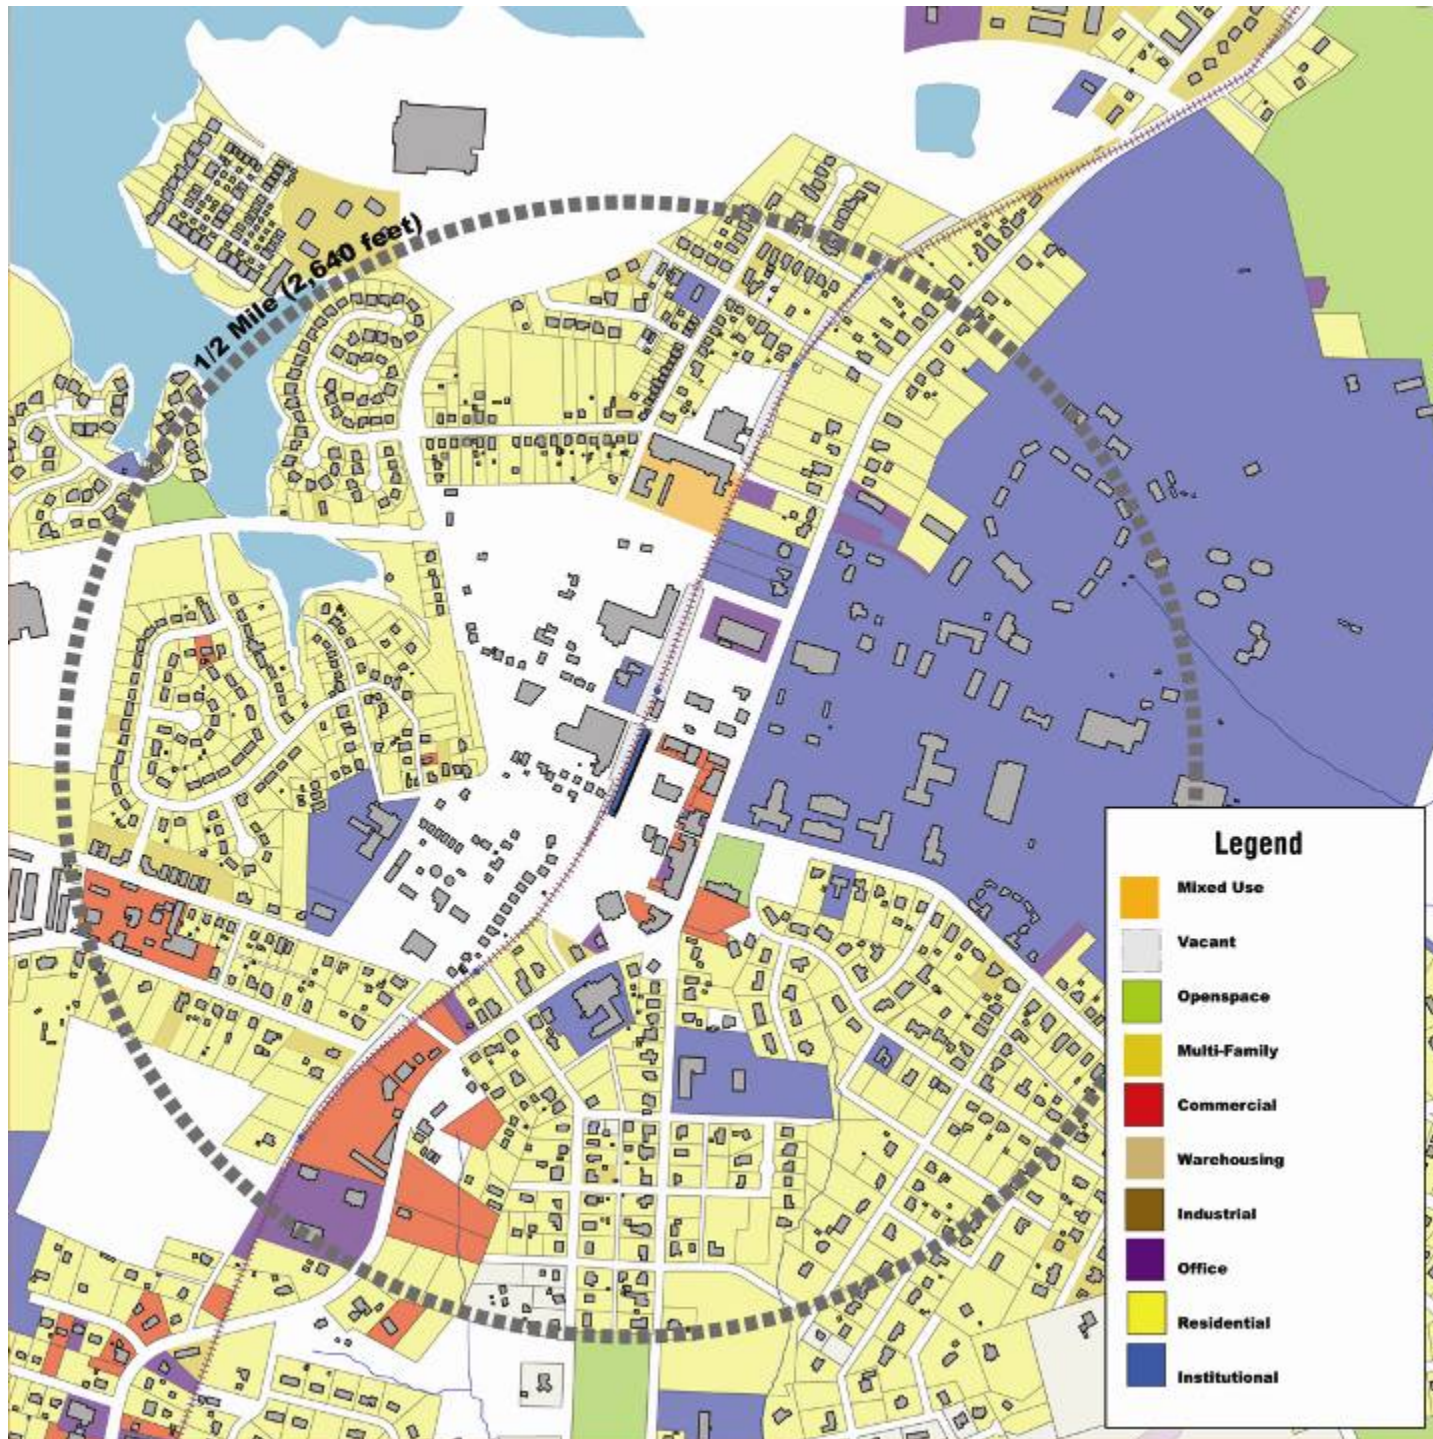 1/2 Mile (2,640 feet)
Legend
Mixed Use
Vacant
Openspace
Multi-Family
Commercial
Warehousing
Industrial
Office
Residential
Institutional